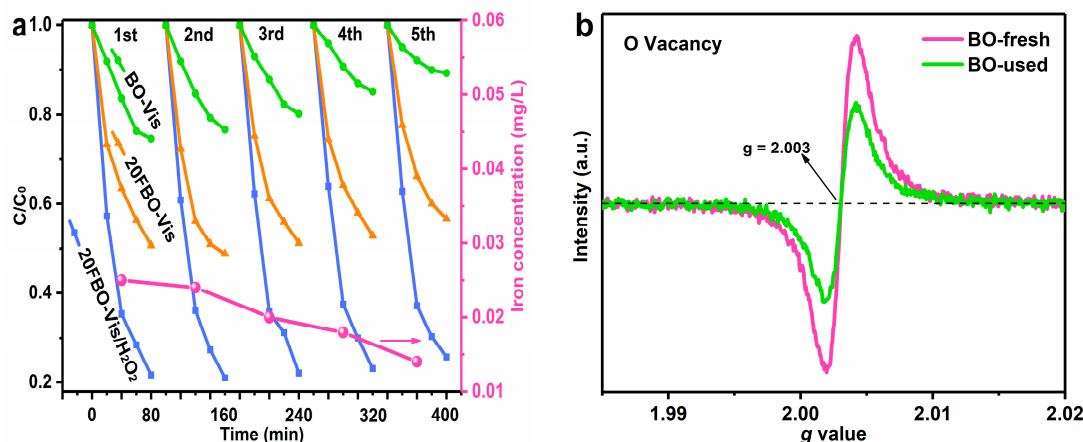 a
1st
2nd
3rd
4th
5th
BO-Vis
20FBO-Vis
20FBO-Vis/H₂O₂
C/C₀
1.0
0.8
0.6
0.4
0.2
0
80
160
240
320
400
Time (min)
0.06
0.05
0.04
0.03
0.02
0.01
Iron concentration (mg/L)
b
O Vacancy
BO-fresh
BO-used
g = 2.003
Intensity (a.u.)
1.99
2.00
2.01
2.02
g value